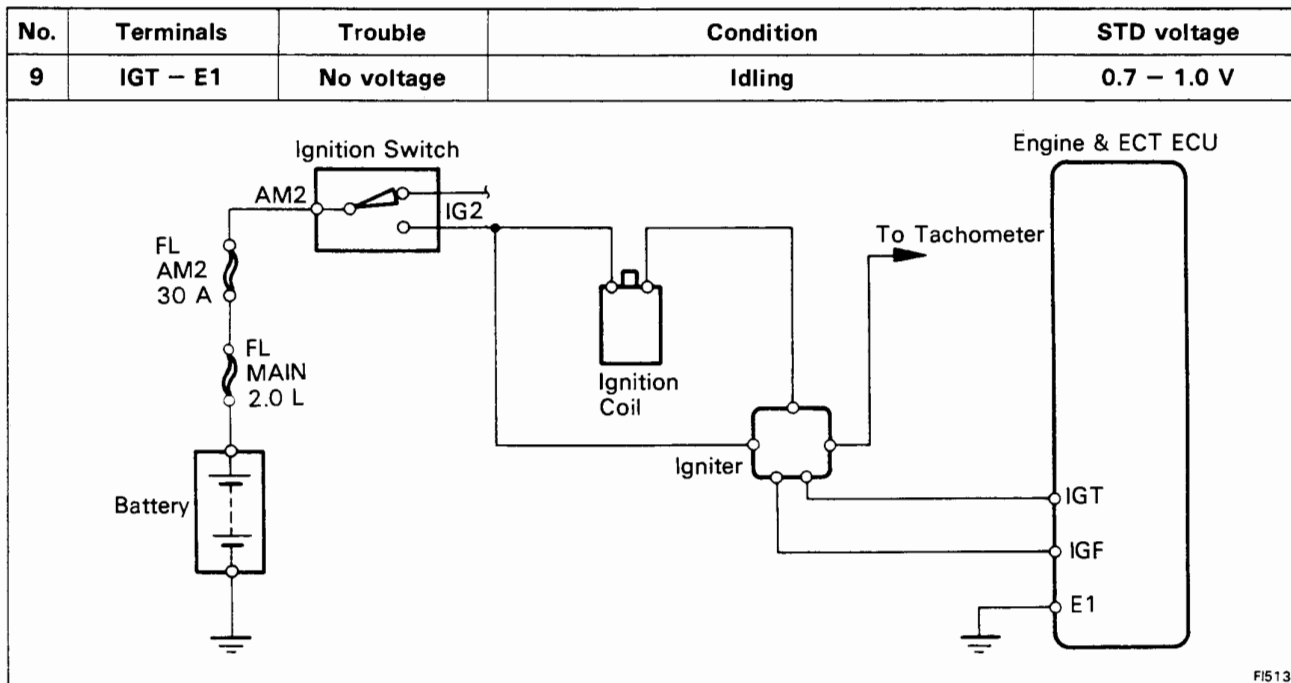 No. Terminals Trouble Condition STD voltage
9 IGT – E1 No voltage Idling 0.7 – 1.0 V
Ignition Switch
Engine & ECT ECU
AM2
IG2
To Tachometer
FL
AM2
30 A
FL
MAIN
2.0 L
Ignition
Coil
Igniter
Battery
IGT
IGF
E1
FI513